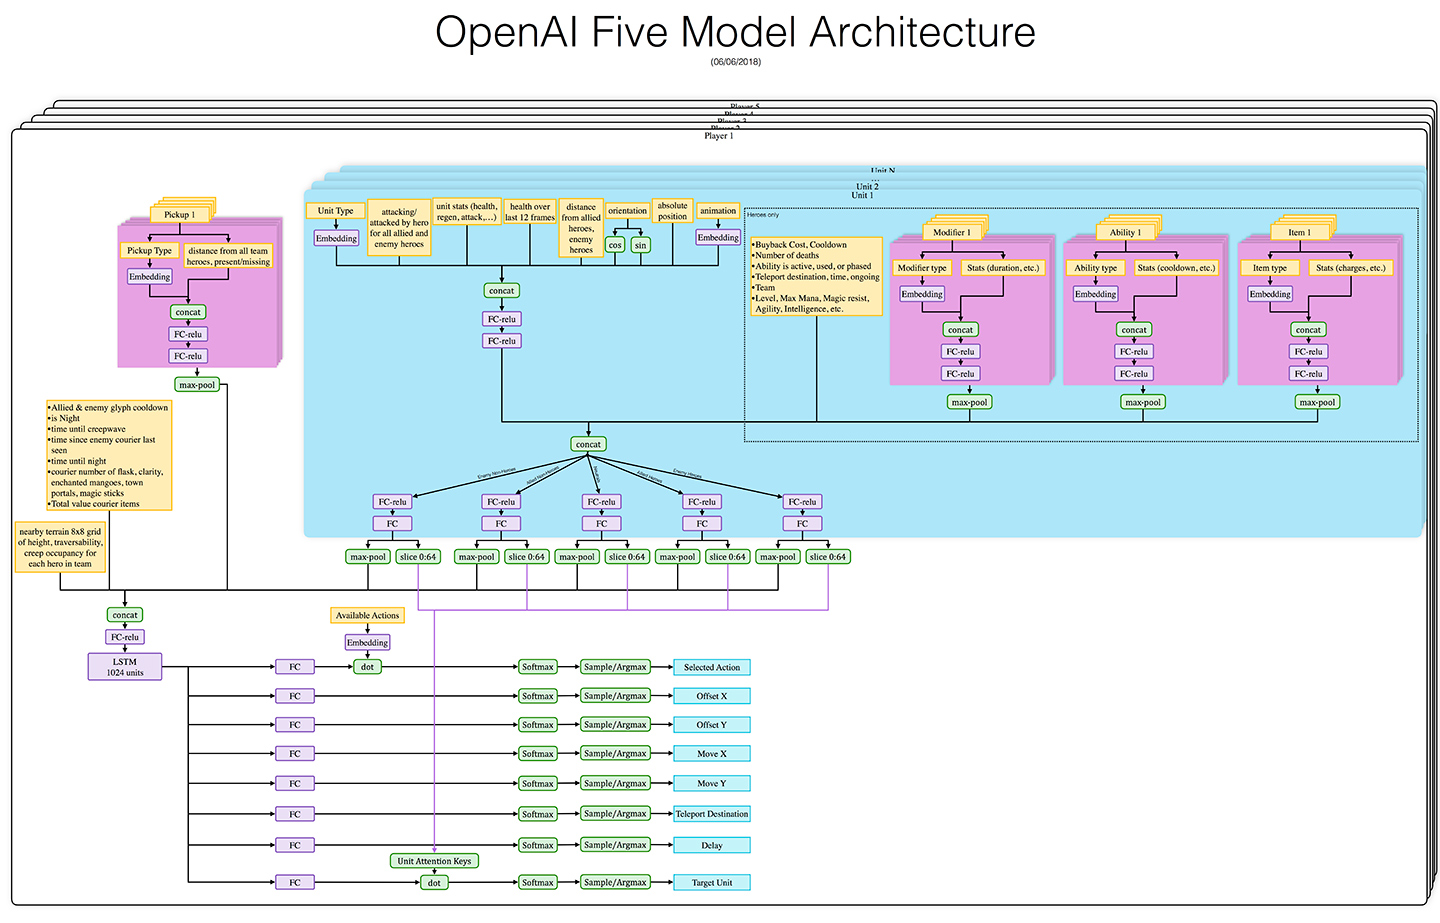 OpenAI Five Model Architecture
(06/06/2018)
Player 5
Player 4
Player 3
Player 2
Player 1
Unit N
...
Unit 2
Unit 1
Pickup 1
Pickup Type
distance from all team
heroes, present/missing
Embedding
concat
FC-relu
FC-relu
max-pool
Unit Type
Embedding
attacking/
attacked by hero
for all allied and
enemy heroes
unit stats (health,
regen, attack,…)
health over
last 12 frames
distance
from allied
heroes,
enemy
heroes
orientation
cos
sin
absolute
position
animation
Embedding
concat
FC-relu
FC-relu
Heroes only
•Buyback Cost, Cooldown
•Number of deaths
•Ability is active, used, or phased
•Teleport destination, time, ongoing
•Team
•Level, Max Mana, Magic resist,
Agility, Intelligence, etc.
Modifier 1
Modifier type
Stats (duration, etc.)
Embedding
concat
FC-relu
FC-relu
max-pool
Ability 1
Ability type
Stats (cooldown, etc.)
Embedding
concat
FC-relu
FC-relu
max-pool
Item 1
Item type
Stats (charges, etc.)
Embedding
concat
FC-relu
FC-relu
max-pool
•Allied & enemy glyph cooldown
•is Night
•time until creepwave
•time since enemy courier last
seen
•time until night
•courier number of flask, clarity,
enchanted mangoes, town
portals, magic sticks
•Total value courier items
nearby terrain 8x8 grid
of height, traversability,
creep occupancy for
each hero in team
concat
Enemy Non-Heroes
Allied Non-Heroes
Neutrals
Allied Heroes
Enemy Heroes
FC-relu
FC-relu
FC-relu
FC-relu
FC-relu
FC
FC
FC
FC
FC
max-pool
slice 0:64
max-pool
slice 0:64
max-pool
slice 0:64
max-pool
slice 0:64
max-pool
slice 0:64
concat
FC-relu
LSTM
1024 units
Available Actions
Embedding
FC
dot
Softmax
Sample/Argmax
Selected Action
FC
Softmax
Sample/Argmax
Offset X
FC
Softmax
Sample/Argmax
Offset Y
FC
Softmax
Sample/Argmax
Move X
FC
Softmax
Sample/Argmax
Move Y
FC
Softmax
Sample/Argmax
Teleport Destination
FC
Softmax
Sample/Argmax
Delay
Unit Attention Keys
FC
dot
Softmax
Sample/Argmax
Target Unit